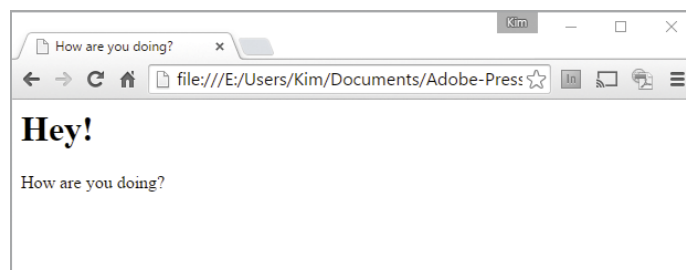 Kim
How are you doing?
file:///E:/Users/Kim/Documents/Adobe-Press
In
Hey!
How are you doing?